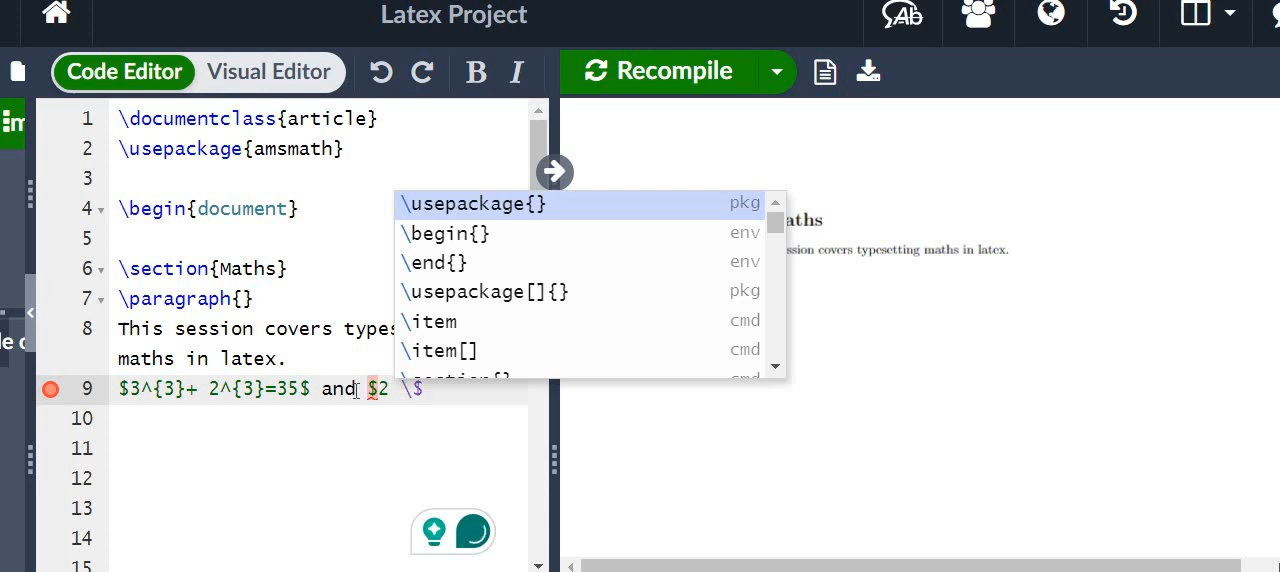 Latex Project
Code Editor
Visual Editor
B I
Recompile
1 \documentclass{article}
2 \usepackage{amsmath}
3
4 \begin{document}
5
6 \section{Maths}
7 \paragraph{}
8 This session covers types
maths in latex.
9 $3^{3}+ 2^{3}=35$ and $2 \$
10
11
12
13
14
15
\usepackage{} pkg
\begin{} env
\end{} env
\usepackage[]{} pkg
\item cmd
\item[] cmd
\section{} cmd
aths
ssion covers typesetting maths in latex.